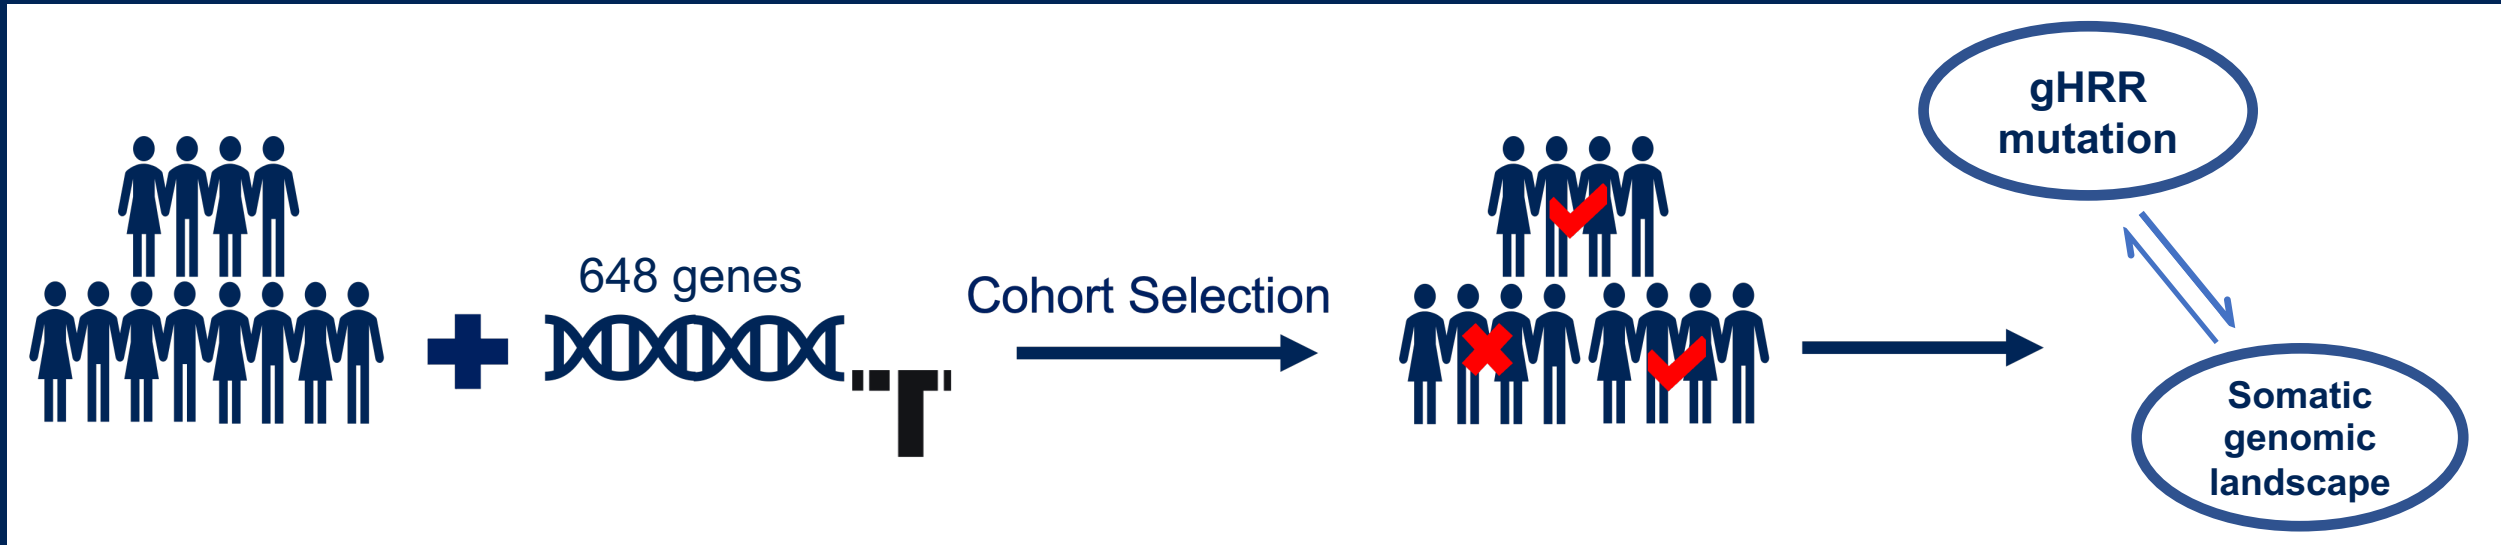 648 genes
"T"
Cohort Selection
gHRR
mutation
Somatic
genomic
landscape